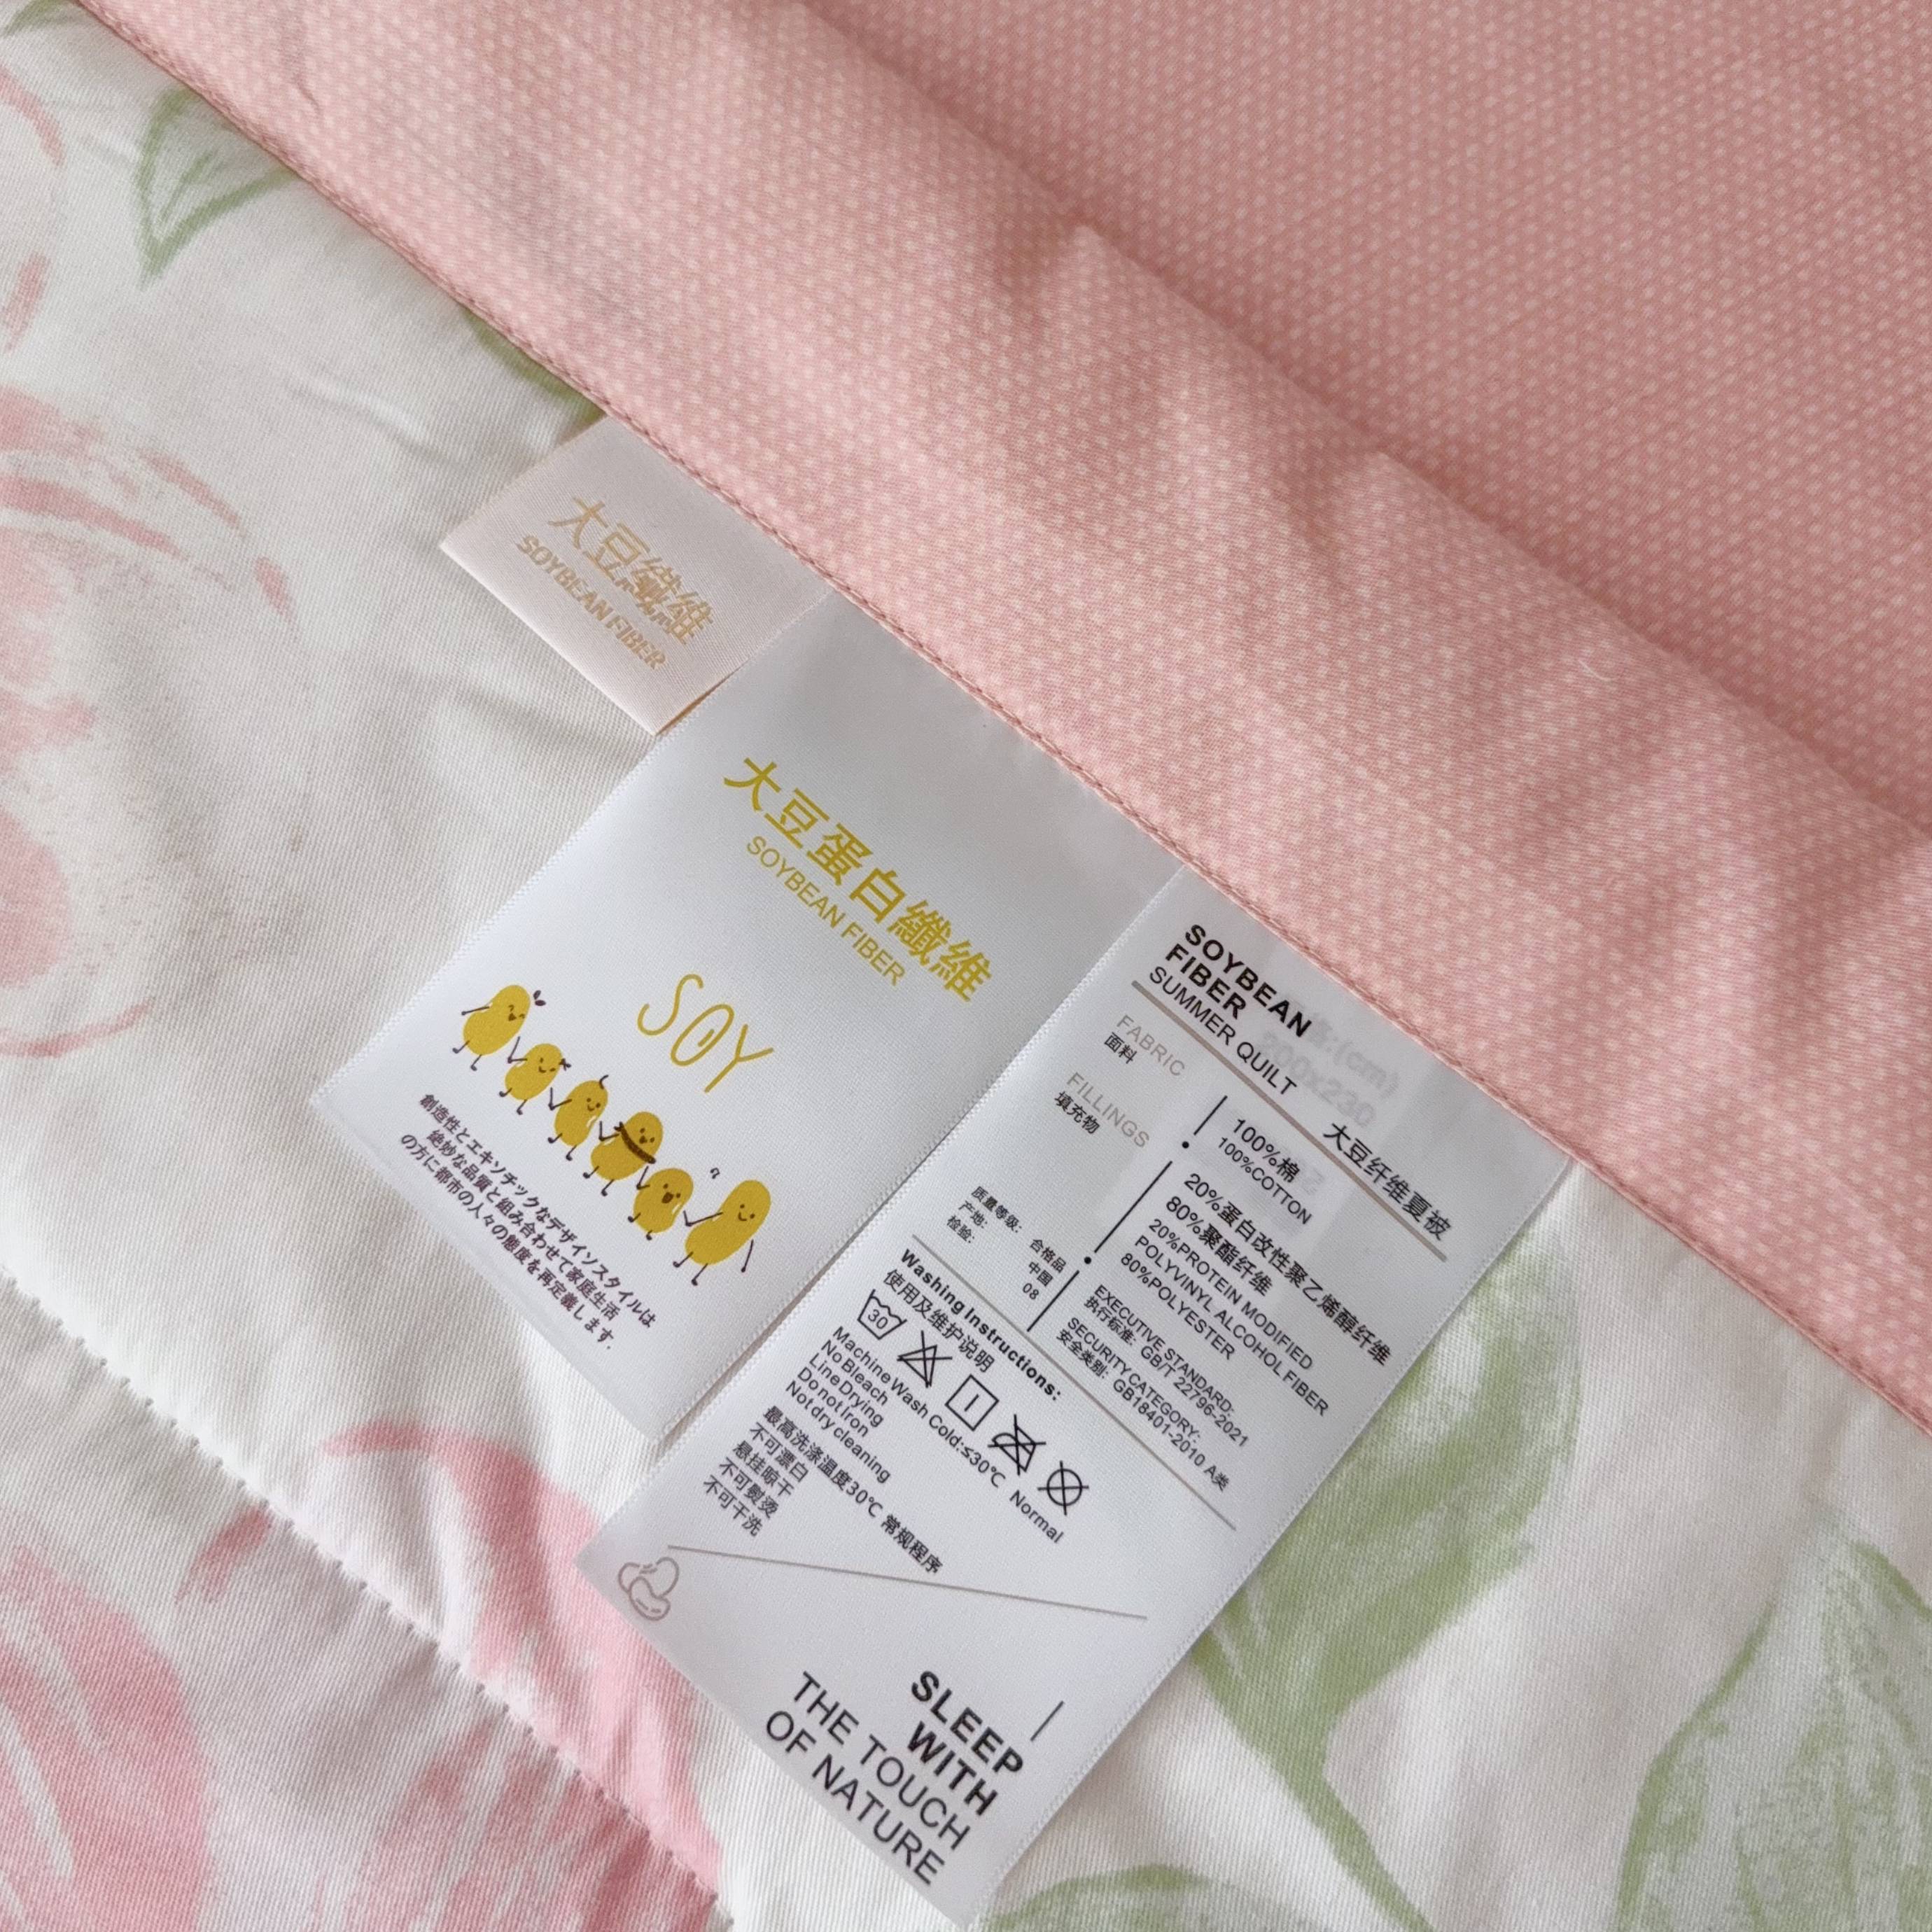 大豆纖維
SOYBEAN FIBER
大豆蛋白纖維
SOYBEAN FIBER
SOY
創造性とエキゾチックなデザインスタイルは
絶妙な品質と組み合わせて家庭生活
の方に都市の人々の態度を再定義します.
SOYBEAN
FIBER
SUMMER QUILT
大豆纤维夏被
FABRIC
面料
100%棉
100%COTTON
FILLINGS
填充物
20%蛋白改性聚乙烯醇纤维
80%聚酯纤维
20%PROTEIN MODIFIED
POLYVINYL ALCOHOL FIBER
80%POLYESTER
EXECUTIVE STANDARD:
执行标准: GB/T 22796-2021
SECURITY CATEGORY:
安全类别: GB18401-2010 A类
质量等级: 合格品
产地: 中国
检验: 08
Washing Instructions:
使用及维护说明
30
Machine Wash Cold:≤30℃ Normal
No Bleach
Line Drying
Do not Iron
Not dry cleaning
最高洗涤温度30℃ 常规程序
不可漂白
悬挂晾干
不可熨烫
不可干洗
SLEEP
WITH
THE TOUCH
OF NATURE